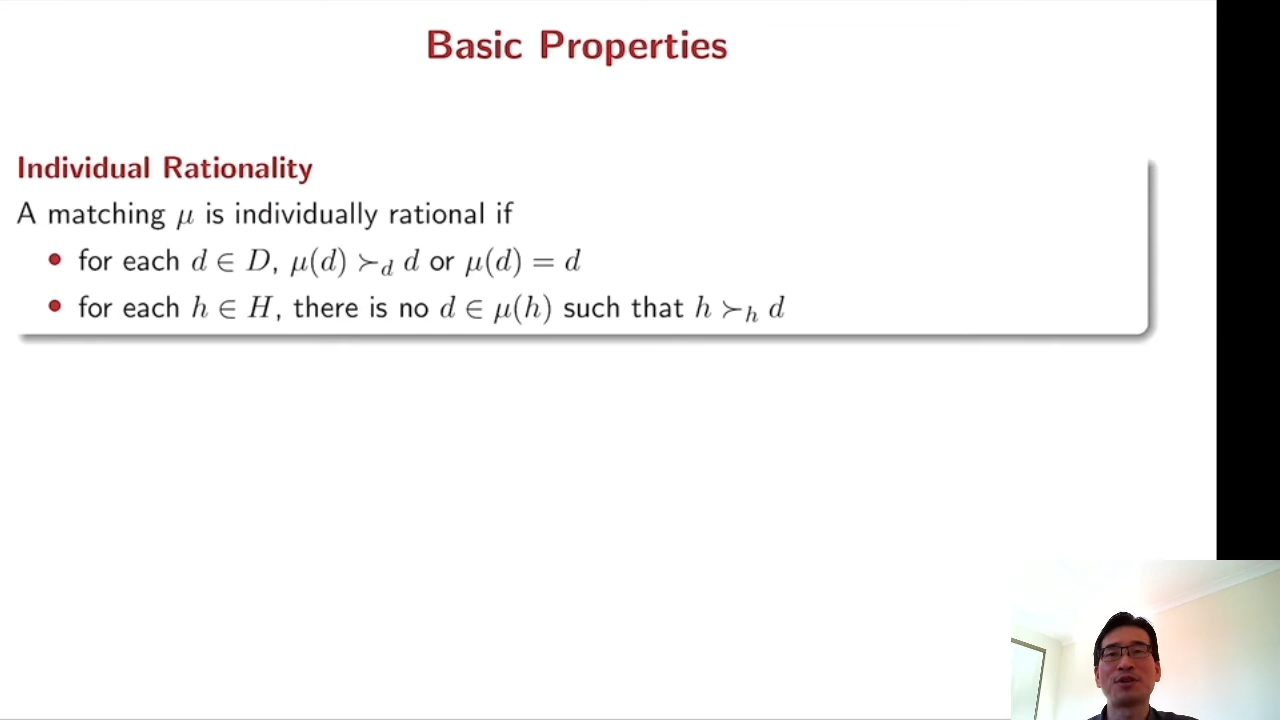 Basic Properties
Individual Rationality
A matching μ is individually rational if
• for each d ∈ D, μ(d) ≻_d d or μ(d) = d
• for each h ∈ H, there is no d ∈ μ(h) such that h ≻_h d